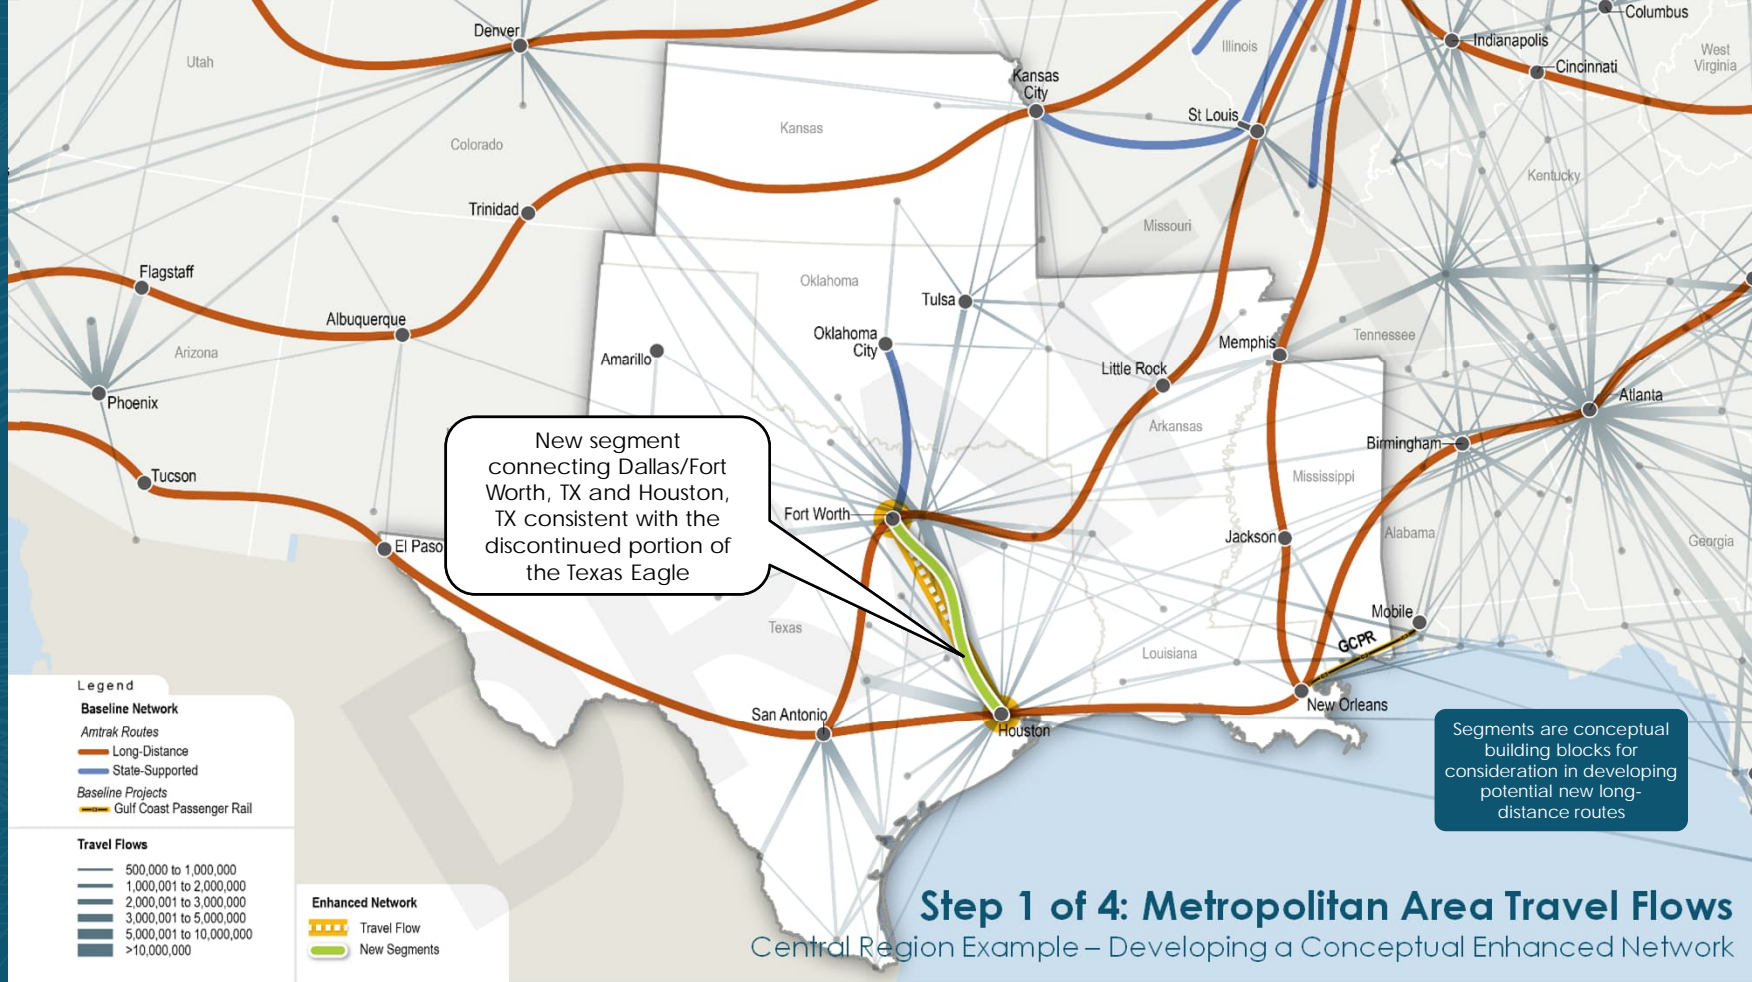 Denver
Utah
Colorado
Kansas
Kansas
City
Illinois
St Louis
Indianapolis
Cincinnati
Columbus
West
Virginia
Kentucky
Missouri
Trinidad
Flagstaff
Albuquerque
Arizona
Phoenix
Tucson
El Paso
Oklahoma
Tulsa
Oklahoma
City
Amarillo
Little Rock
Memphis
Tennessee
Arkansas
Atlanta
Birmingham
Mississippi
Alabama
Georgia
Jackson
Mobile
GCPR
New Orleans
Louisiana
Fort Worth
Texas
San Antonio
Houston
New segment
connecting Dallas/Fort
Worth, TX and Houston,
TX consistent with the
discontinued portion of
the Texas Eagle
DRAFT
Legend
Baseline Network
Amtrak Routes
Long-Distance
State-Supported
Baseline Projects
Gulf Coast Passenger Rail
Travel Flows
500,000 to 1,000,000
1,000,001 to 2,000,000
2,000,001 to 3,000,000
3,000,001 to 5,000,000
5,000,001 to 10,000,000
>10,000,000
Enhanced Network
Travel Flow
New Segments
Segments are conceptual
building blocks for
consideration in developing
potential new long-
distance routes
Step 1 of 4: Metropolitan Area Travel Flows
Central Region Example – Developing a Conceptual Enhanced Network